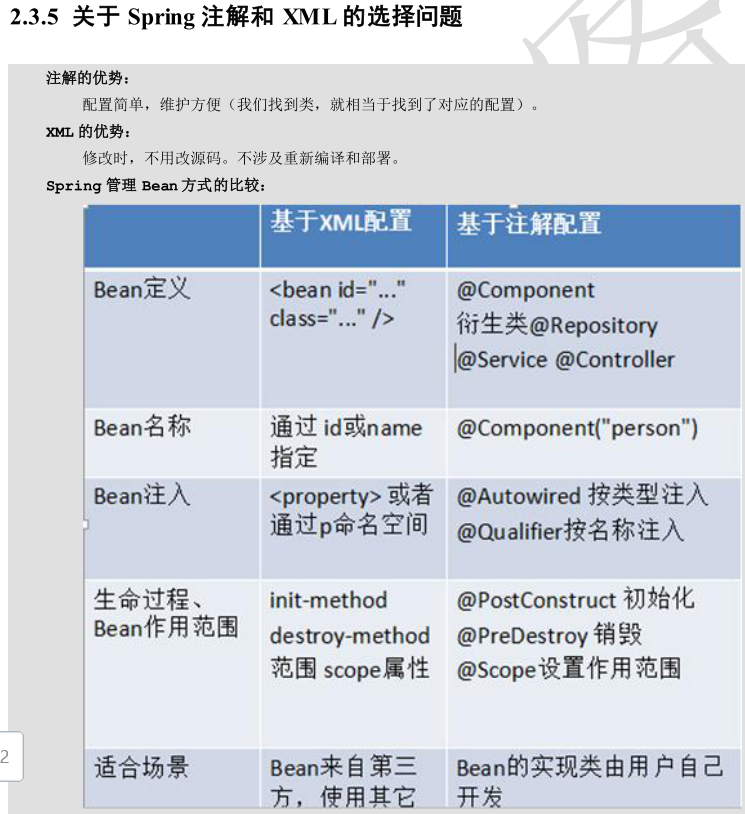 2.3.5 关于 Spring 注解和 XML 的选择问题
注解的优势：
配置简单，维护方便（我们找到类，就相当于找到了对应的配置）。
XML 的优势：
修改时，不用改源码。不涉及重新编译和部署。
Spring 管理 Bean 方式的比较：
基于XML配置 基于注解配置
Bean定义
<bean id="..."
class="..." />
@Component
衍生类@Repository
@Service @Controller
Bean名称
通过 id或name
指定
@Component("person")
Bean注入
<property> 或者
通过p命名空间
@Autowired 按类型注入
@Qualifier按名称注入
生命过程、
Bean作用范围
init-method
destroy-method
范围 scope属性
@PostConstruct 初始化
@PreDestroy 销毁
@Scope设置作用范围
适合场景
Bean来自第三
方，使用其它
Bean的实现类由用户自己
开发
2